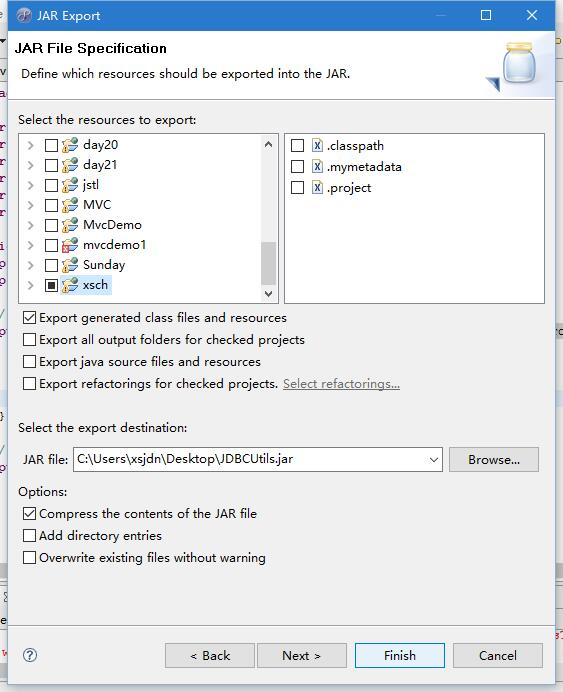 JAR Export
JAR File Specification
Define which resources should be exported into the JAR.
Select the resources to export:
day20
day21
jstl
MVC
MvcDemo
mvcdemo1
Sunday
xsch
.classpath
.mymetadata
.project
Export generated class files and resources
Export all output folders for checked projects
Export java source files and resources
Export refactorings for checked projects. Select refactorings...
Select the export destination:
JAR file: C:\Users\xsjdn\Desktop\JDBCUtils.jar Browse...
Options:
Compress the contents of the JAR file
Add directory entries
Overwrite existing files without warning
< Back Next > Finish Cancel